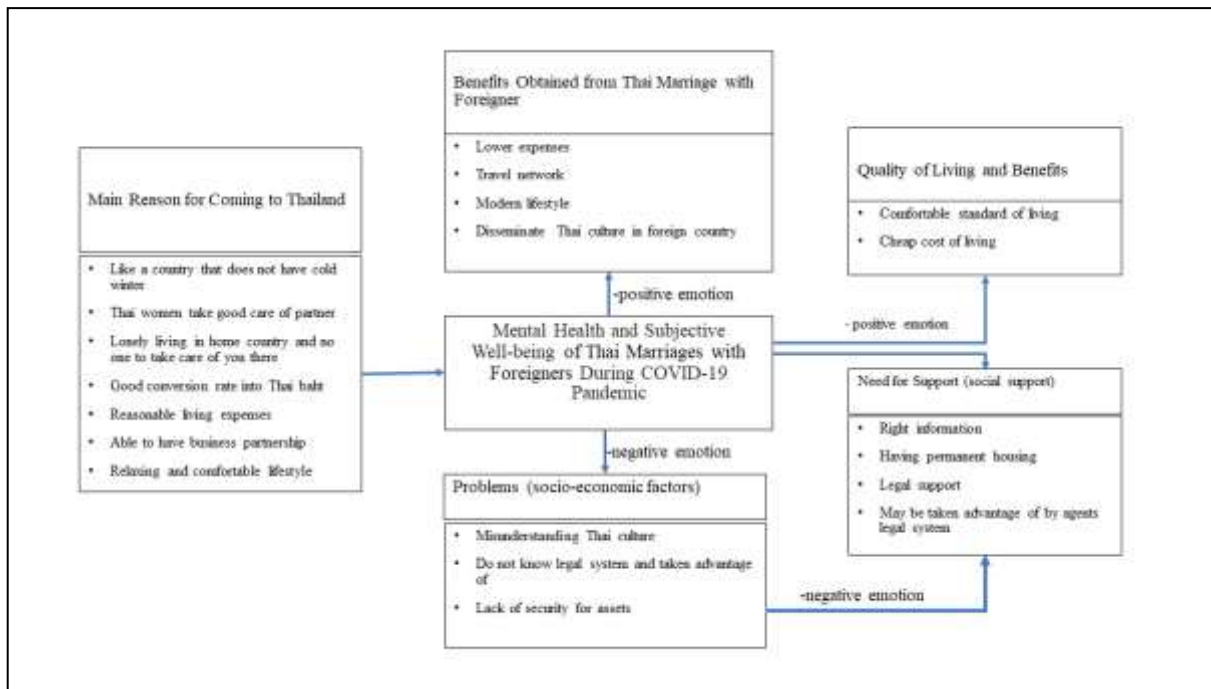 Main Reason for Coming to Thailand
• Like a country that does not have cold
winter
• Thai women take good care of partner
• Lonely living in home country and no
one to take care of you there
• Good conversion rate into Thai baht
• Reasonable living expenses
• Able to have business partnership
• Relaxing and comfortable lifestyle
Benefits Obtained from Thai Marriage with
Foreigner
• Lower expenses
• Travel network
• Modern lifestyle
• Disseminate Thai culture in foreign country
-positive emotion
Mental Health and Subjective
Well-being of Thai Marriages with
Foreigners During COVID-19
Pandemic
-negative emotion
Problems (socio-economic factors)
• Misunderstanding Thai culture
• Do not know legal system and taken advantage
of
• Lack of security for assets
Quality of Living and Benefits
• Comfortable standard of living
• Cheap cost of living
- positive emotion
Need for Support (social support)
• Right information
• Having permanent housing
• Legal support
• May be taken advantage of by agents
legal system
-negative emotion